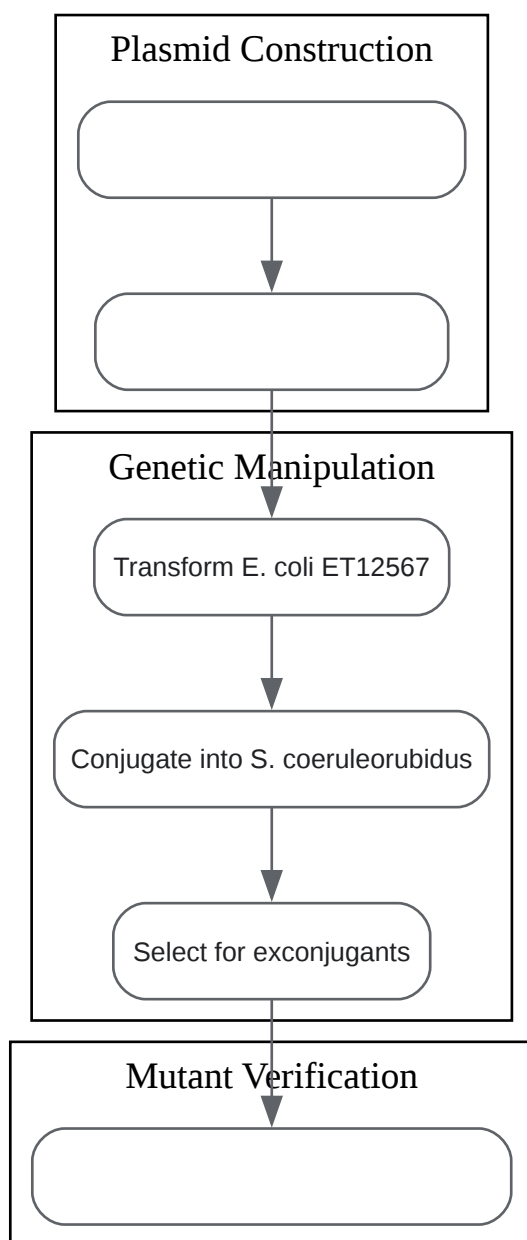 Plasmid Construction
Genetic Manipulation
Transform E. coli ET12567
Conjugate into S. coeruleorubidus
Select for exconjugants
Mutant Verification